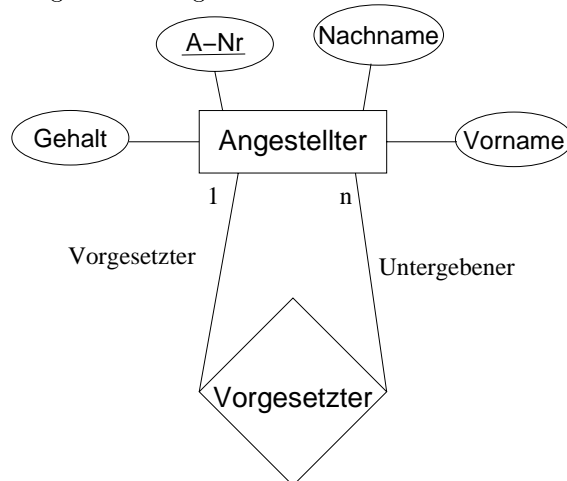 A–Nr
Nachname
Gehalt
Angestellter
Vorname
1
n
Vorgesetzter
Untergebener
Vorgesetzter